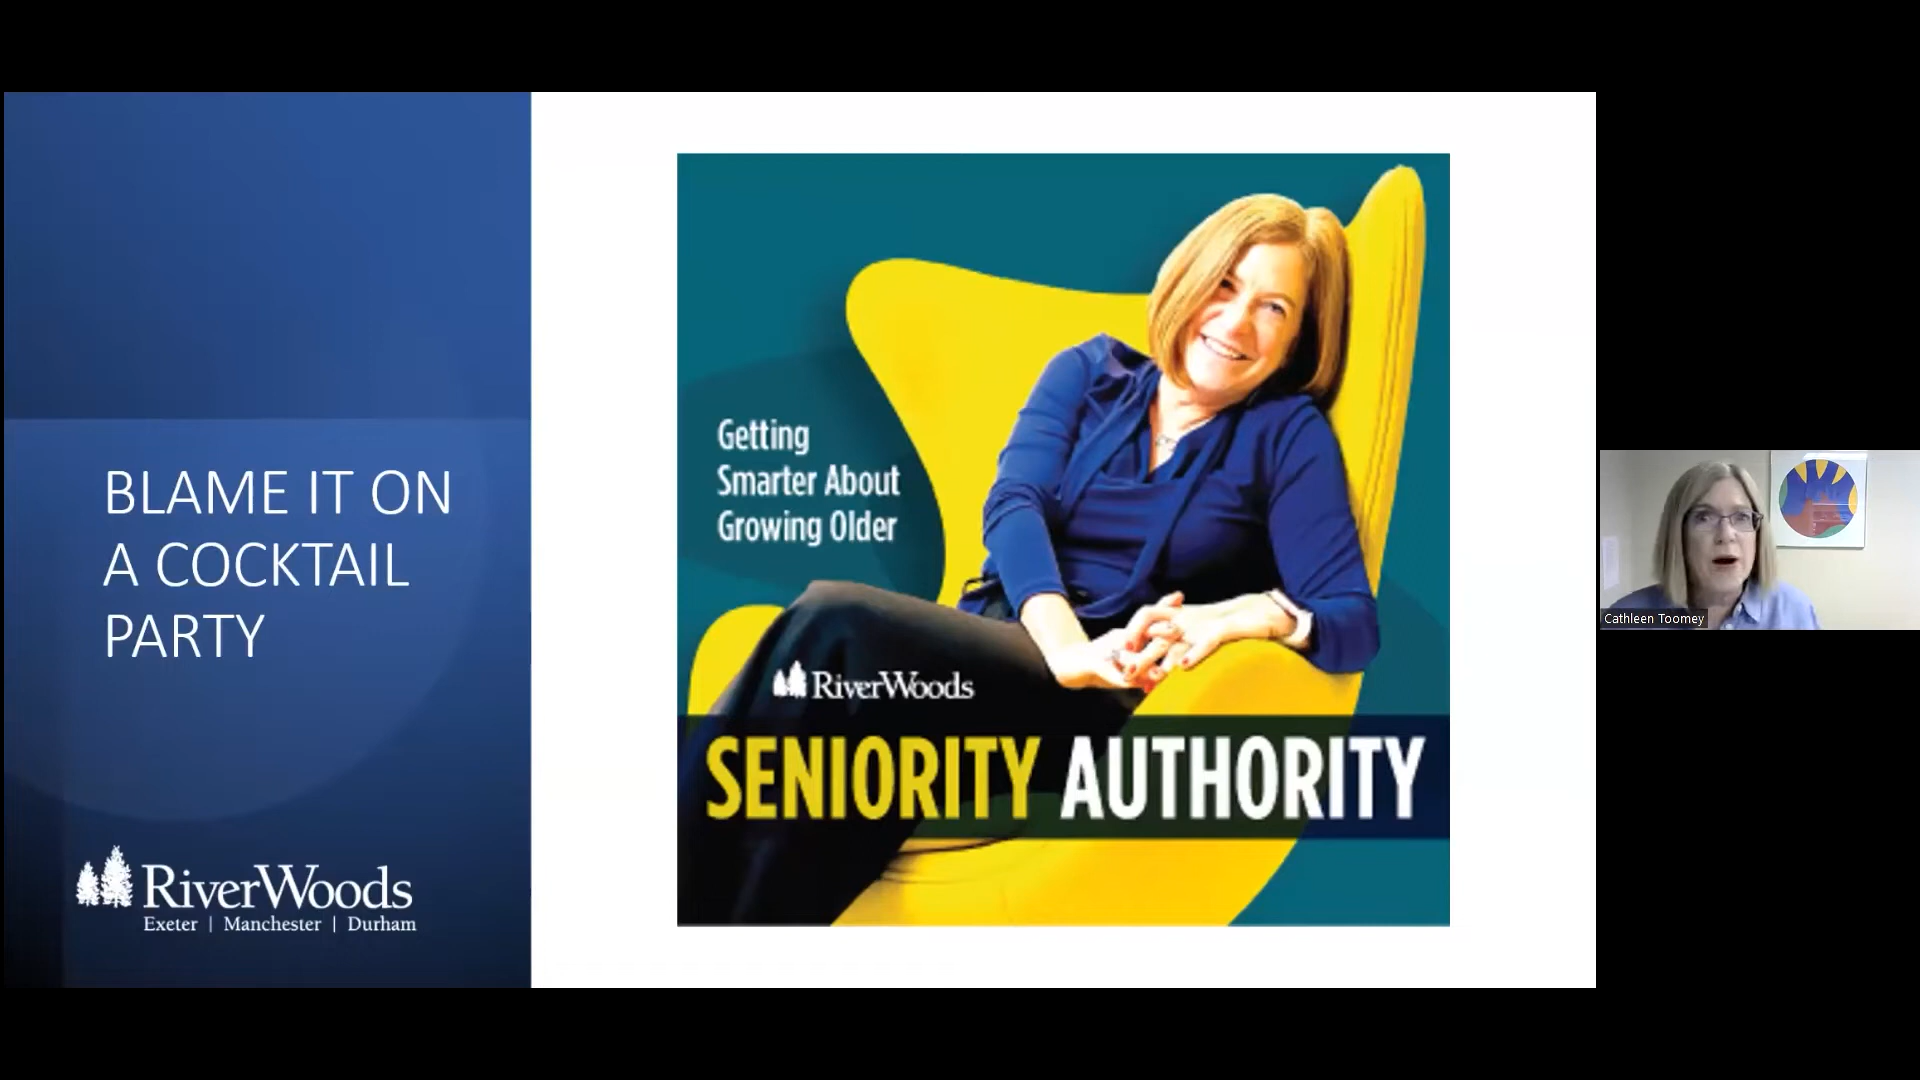 BLAME IT ON
A COCKTAIL
PARTY
RiverWoods
Exeter | Manchester | Durham
Getting
Smarter About
Growing Older
RiverWoods
SENIORITY AUTHORITY
Cathleen Toomey